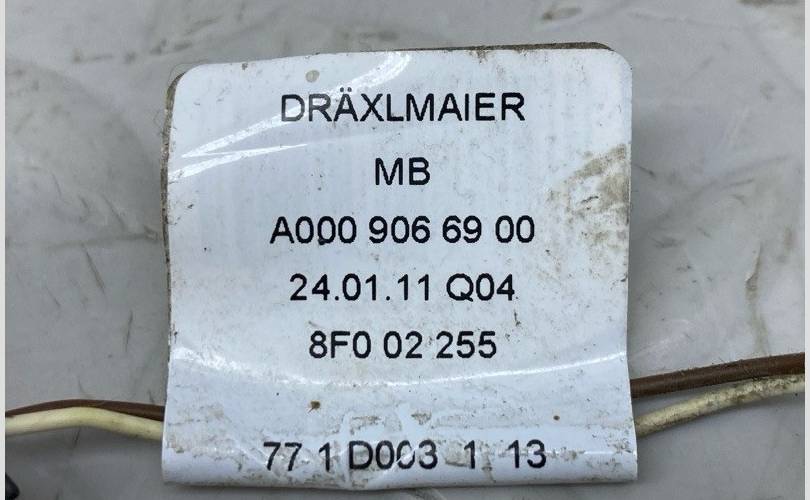 DRÄXLMAIER
MB
A000 906 69 00
24.01.11 Q04
8F0 02 255
77 1 D003 1 13